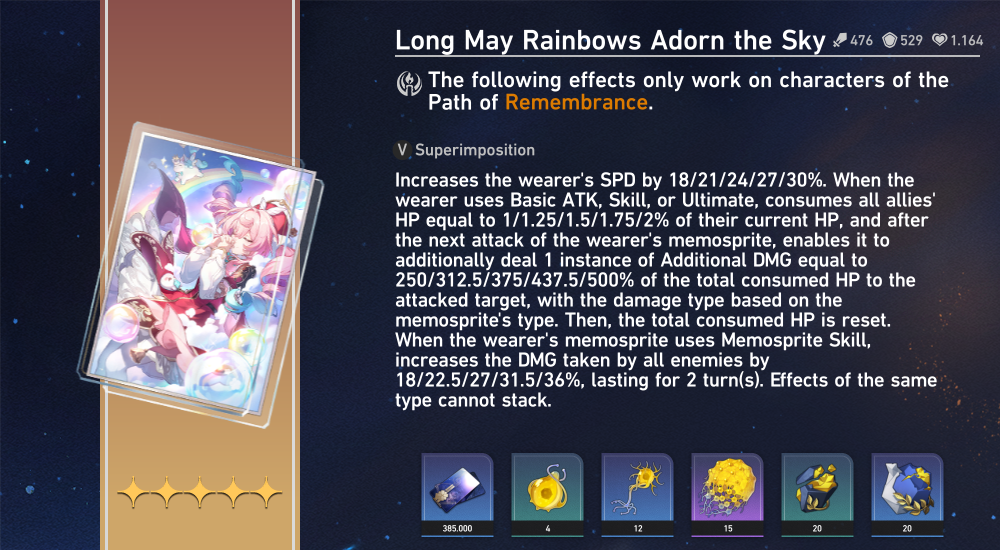 Long May Rainbows Adorn the Sky 476 529 1.164
The following effects only work on characters of the
Path of Remembrance.
V Superimposition
Increases the wearer's SPD by 18/21/24/27/30%. When the
wearer uses Basic ATK, Skill, or Ultimate, consumes all allies'
HP equal to 1/1.25/1.5/1.75/2% of their current HP, and after
the next attack of the wearer's memosprite, enables it to
additionally deal 1 instance of Additional DMG equal to
250/312.5/375/437.5/500% of the total consumed HP to the
attacked target, with the damage type based on the
memosprite's type. Then, the total consumed HP is reset.
When the wearer's memosprite uses Memosprite Skill,
increases the DMG taken by all enemies by
18/22.5/27/31.5/36%, lasting for 2 turn(s). Effects of the same
type cannot stack.
385.000 4 12 15 20 20